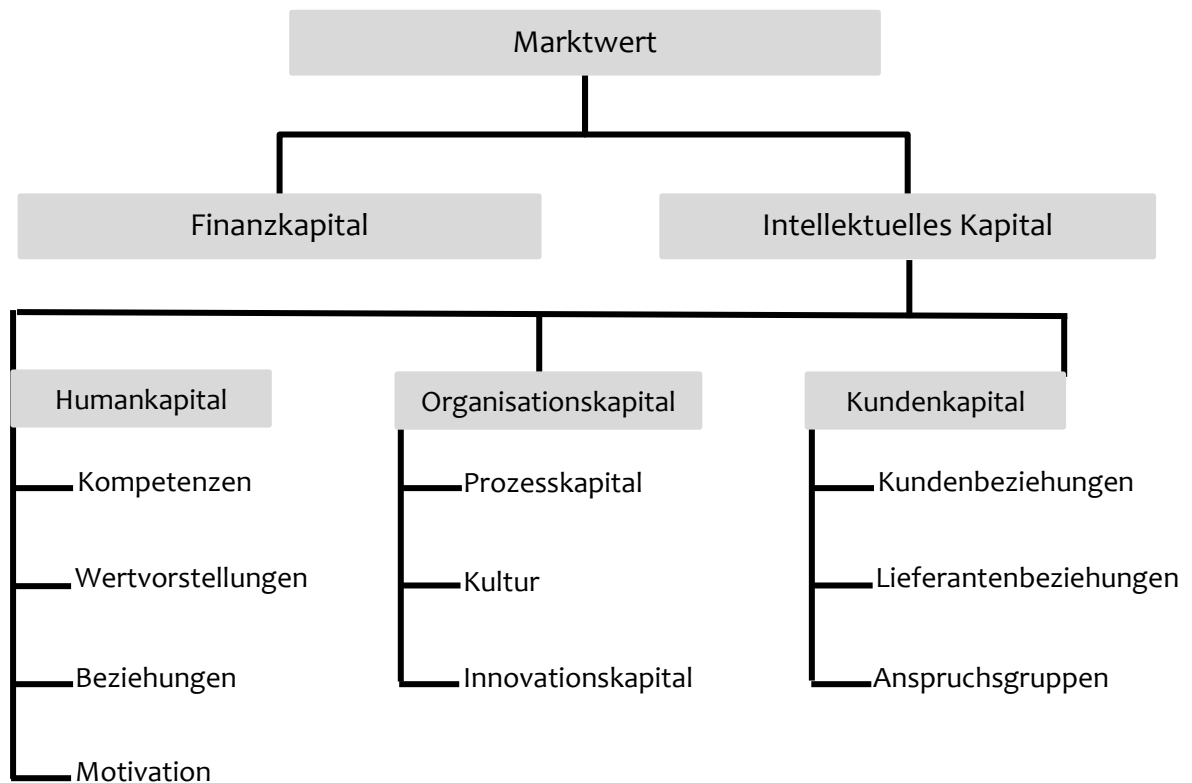 Marktwert
Finanzkapital
Intellektuelles Kapital
Humankapital
Organisationskapital
Kundenkapital
Kompetenzen
Prozesskapital
Kundenbeziehungen
Wertvorstellungen
Kultur
Lieferantenbeziehungen
Beziehungen
Innovationskapital
Anspruchsgruppen
Motivation